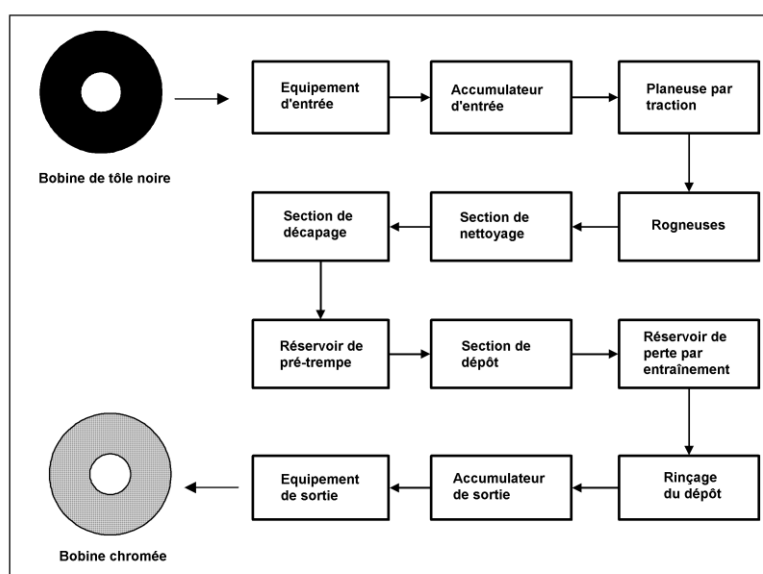 Bobine de tôle noire
Equipement
d'entrée
Accumulateur
d'entrée
Planeuse par
traction
Rogneuses
Section de
nettoyage
Section de
décapage
Réservoir de
pré-trempe
Section de
dépôt
Réservoir de
perte par
entraînement
Rinçage
du dépôt
Accumulateur
de sortie
Equipement
de sortie
Bobine chromée